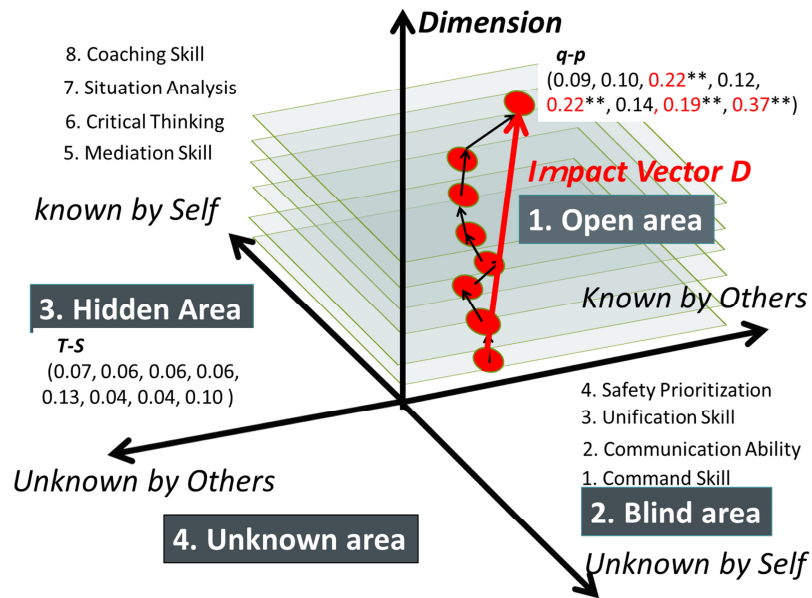 Dimension
q-p
(0.09, 0.10, 0.22**, 0.12,
0.22**, 0.14, 0.19**, 0.37**)
8. Coaching Skill
7. Situation Analysis
6. Critical Thinking
5. Mediation Skill
Impact Vector D
known by Self
1. Open area
3. Hidden Area
Known by Others
T-S
(0.07, 0.06, 0.06, 0.06,
0.13, 0.04, 0.04, 0.10 )
4. Safety Prioritization
3. Unification Skill
2. Communication Ability
1. Command Skill
Unknown by Others
2. Blind area
4. Unknown area
Unknown by Self